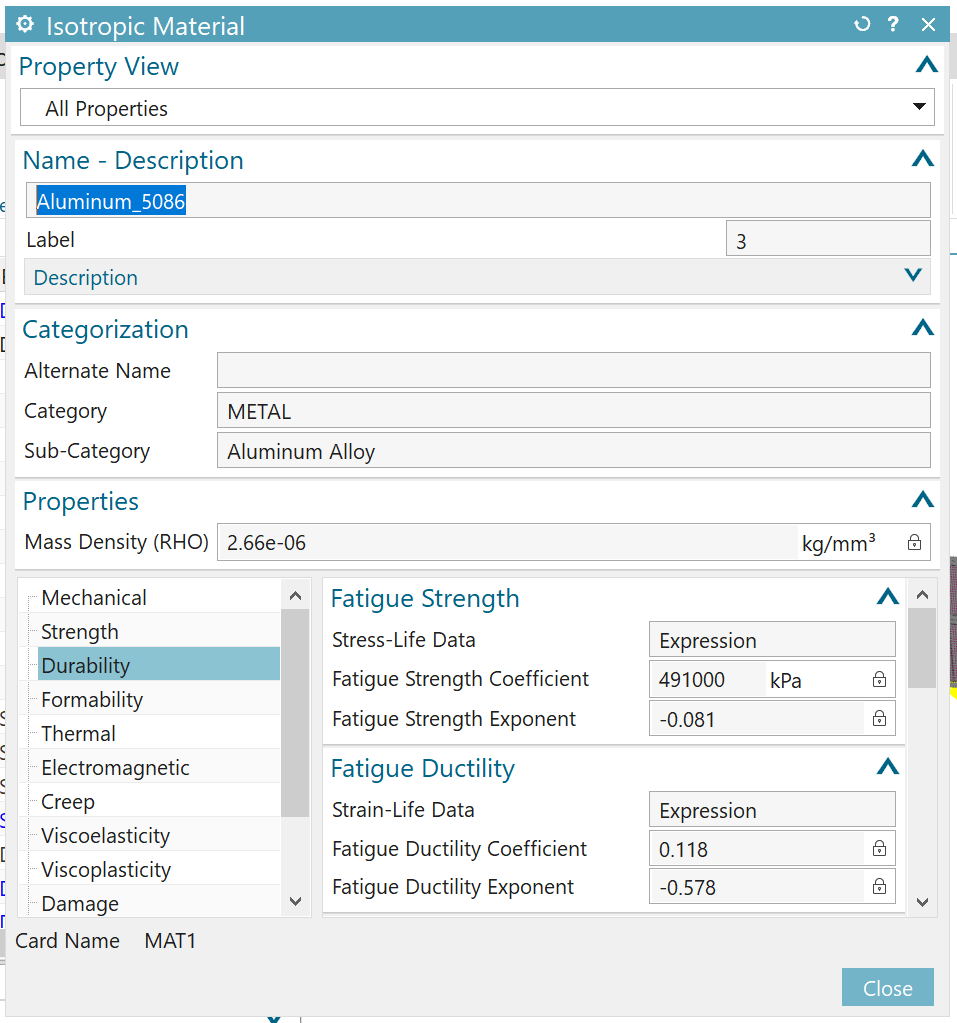 Isotropic Material
?
Property View
All Properties
Name - Description
Aluminum_5086
Label 3
Description
Categorization
Alternate Name
Category METAL
Sub-Category Aluminum Alloy
Properties
Mass Density (RHO) 2.66e-06 kg/mm³
Mechanical
Strength
Durability
Formability
Thermal
Electromagnetic
Creep
Viscoelasticity
Viscoplasticity
Damage
Fatigue Strength
Stress-Life Data Expression
Fatigue Strength Coefficient 491000 kPa
Fatigue Strength Exponent -0.081
Fatigue Ductility
Strain-Life Data Expression
Fatigue Ductility Coefficient 0.118
Fatigue Ductility Exponent -0.578
Card Name MAT1
Close